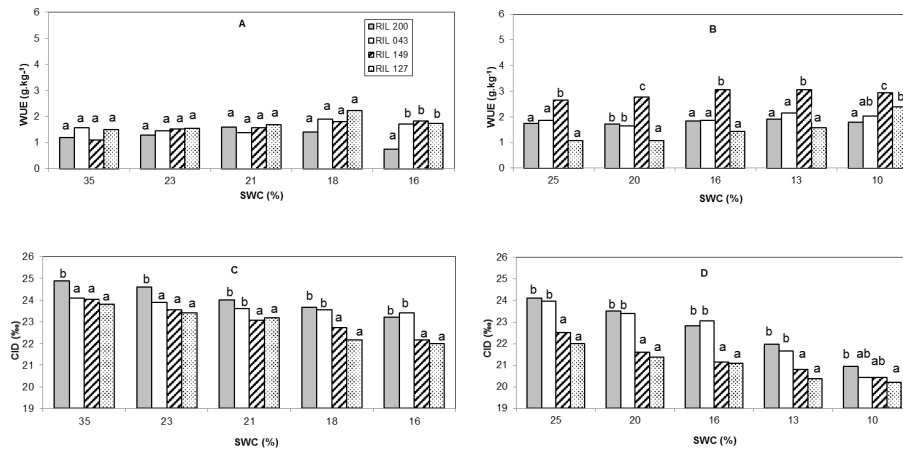 A
WUE (g.kg-1)
6
5
4
3
2
1
0
RIL 200
RIL 043
RIL 149
RIL 127
a a a a
a a a a
a a a a
a a a a
a b b b
35 23 21 18 16
SWC (%)
B
WUE (g.kg-1)
6
5
4
3
2
1
0
a a b a
b b c a
a a b a
a a b a
a ab c b
25 20 16 13 10
SWC (%)
C
CID (‰)
26
25
24
23
22
21
20
19
b a a a
b a a a
b b a a
b b a a
b b a a
35 23 21 18 16
SWC (%)
D
CID (‰)
26
25
24
23
22
21
20
19
b b a a
b b a a
b b a a
b b a a
b ab ab a
25 20 16 13 10
SWC (%)